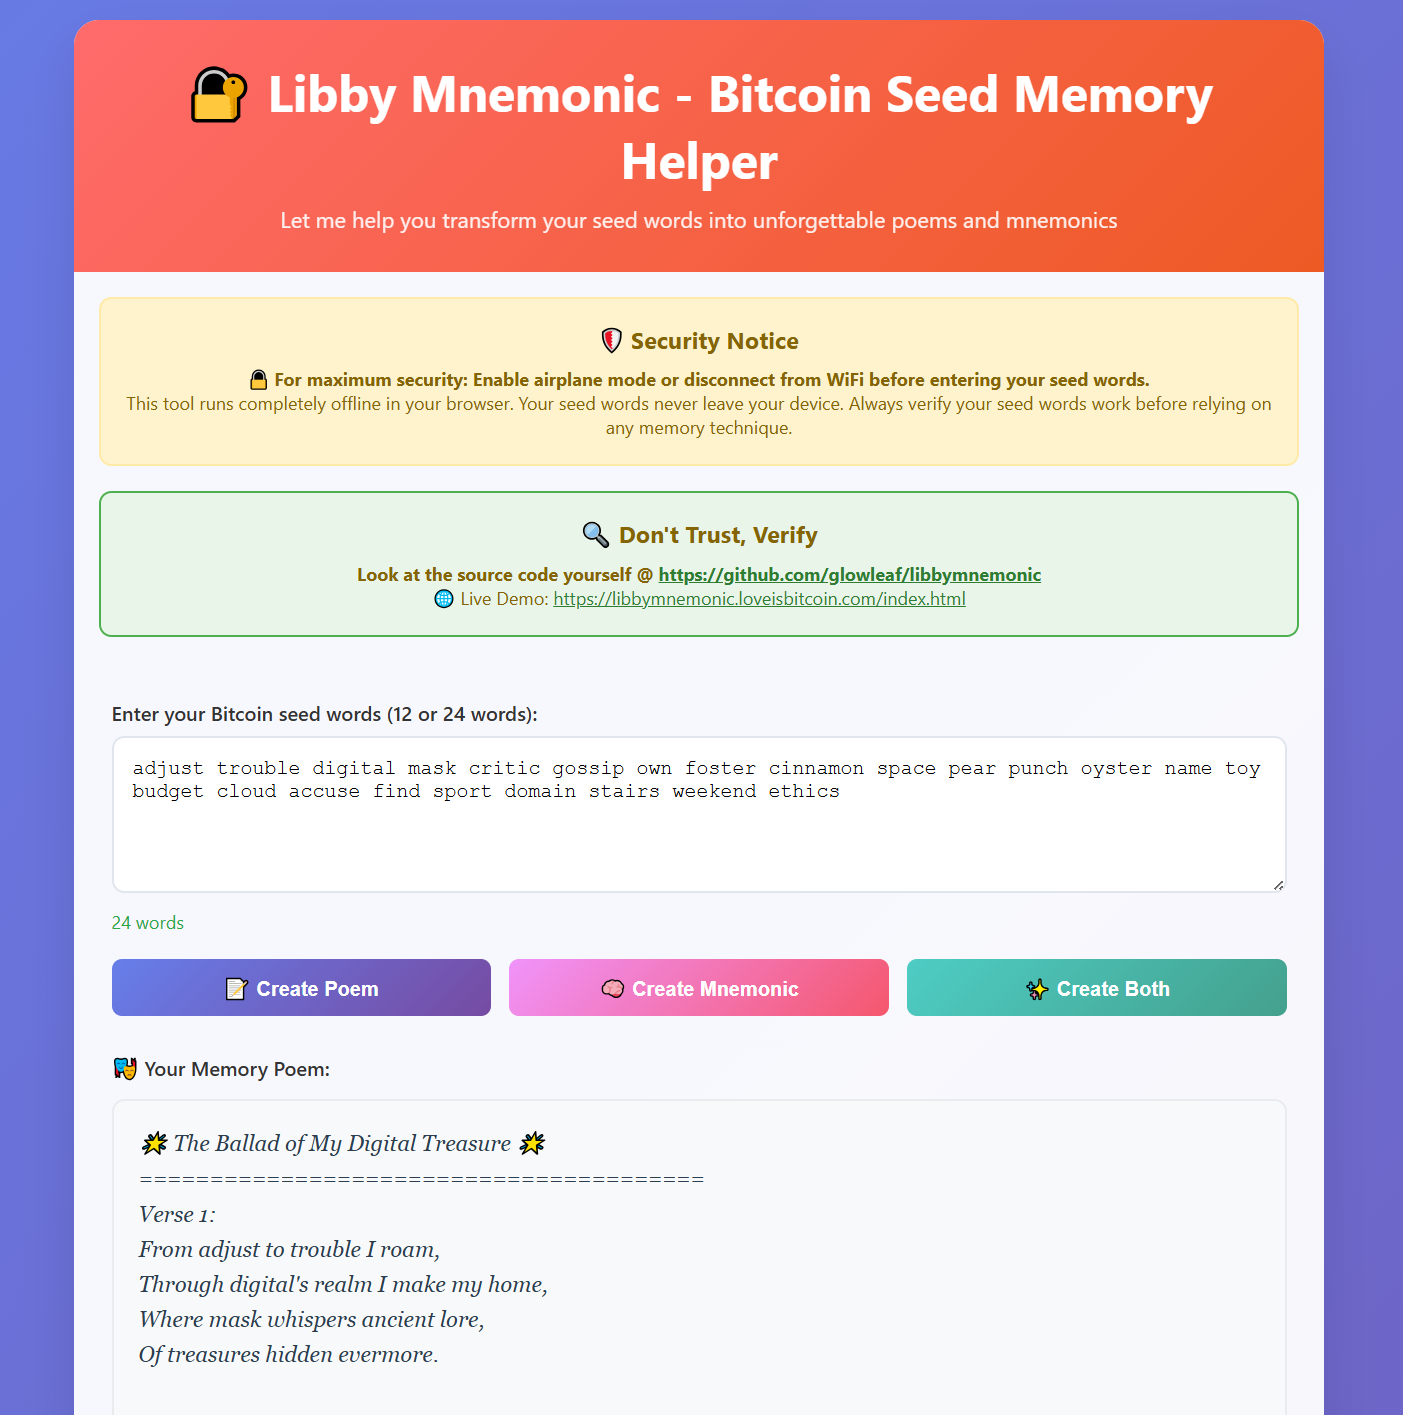 🔐 Libby Mnemonic - Bitcoin Seed Memory
Helper
Let me help you transform your seed words into unforgettable poems and mnemonics
🛡️ Security Notice
🔒 For maximum security: Enable airplane mode or disconnect from WiFi before entering your seed words.
This tool runs completely offline in your browser. Your seed words never leave your device. Always verify your seed words work before relying on
any memory technique.
🔍 Don't Trust, Verify
Look at the source code yourself @ https://github.com/glowleaf/libbymnemonic
🌐 Live Demo: https://libbymnemonic.loveisbitcoin.com/index.html
Enter your Bitcoin seed words (12 or 24 words):
adjust trouble digital mask critic gossip own foster cinnamon space pear punch oyster name toy
budget cloud accuse find sport domain stairs weekend ethics
24 words
📝 Create Poem
🧠 Create Mnemonic
✨ Create Both
🎭 Your Memory Poem:
🌟 The Ballad of My Digital Treasure 🌟
========================================
Verse 1:
From adjust to trouble I roam,
Through digital's realm I make my home,
Where mask whispers ancient lore,
Of treasures hidden evermore.